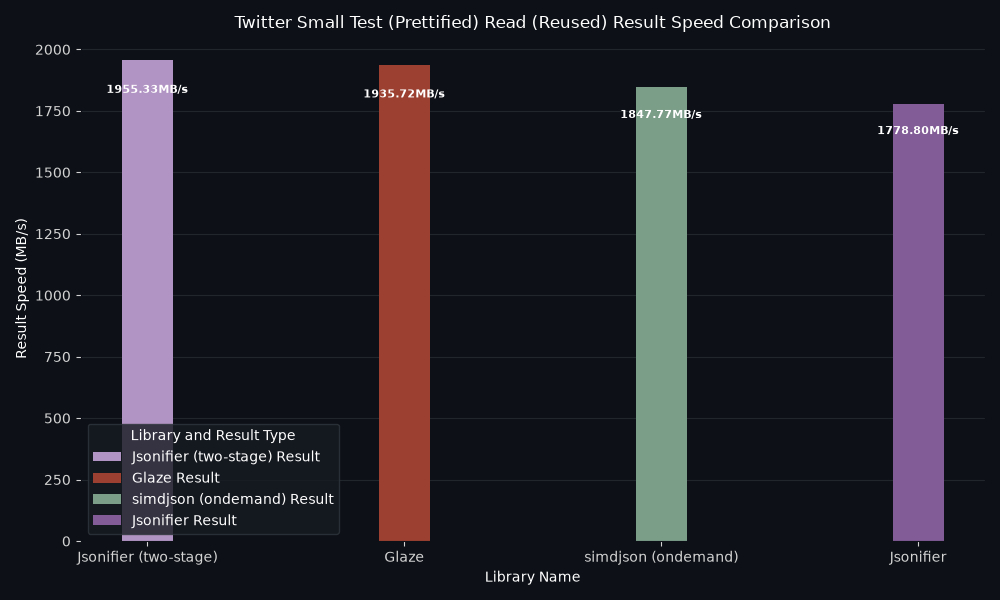 Twitter Small Test (Prettified) Read (Reused) Result Speed Comparison
Result Speed (MB/s)
2000
1750
1500
1250
1000
750
500
250
0
1955.33MB/s
1935.72MB/s
1847.77MB/s
1778.80MB/s
Library and Result Type
Jsonifier (two-stage) Result
Glaze Result
simdjson (ondemand) Result
Jsonifier Result
Jsonifier (two-stage)
Glaze
simdjson (ondemand)
Jsonifier
Library Name